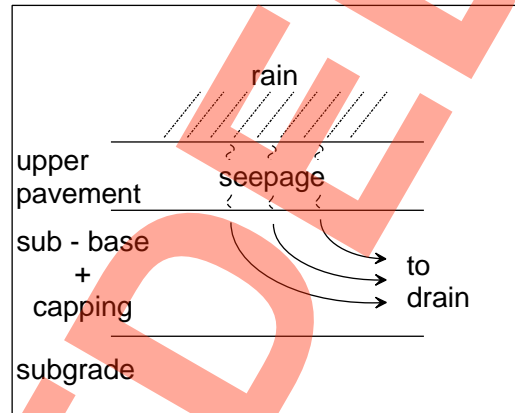 rain
upper
pavement
seepage
sub - base
+
capping
to
drain
subgrade